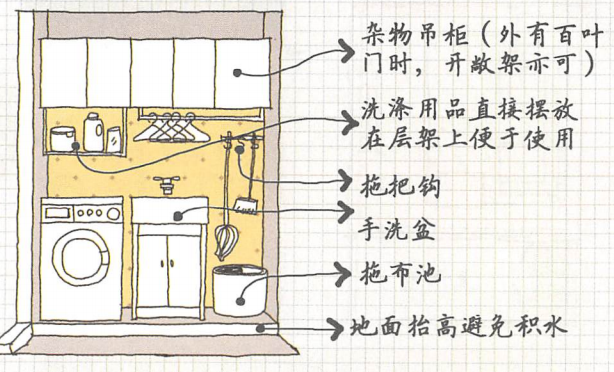 杂物吊柜（外有百叶
门时，开敞架亦可）
洗涤用品直接摆放
在层架上便于使用
拖把钩
手洗盆
拖布池
地面抬高避免积水